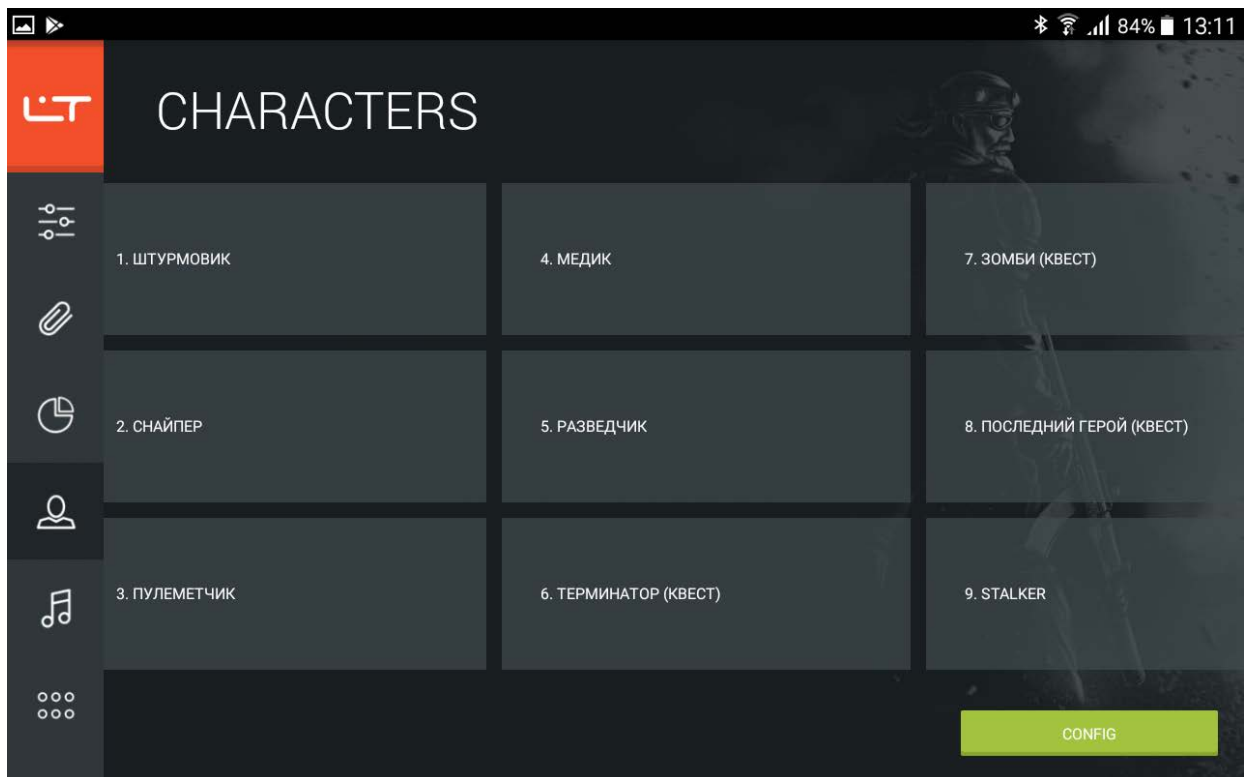 84% 13:11
CHARACTERS
1. ШТУРМОВИК
4. МЕДИК
7. ЗОМБИ (КВЕСТ)
2. СНАЙПЕР
5. РАЗВЕДЧИК
8. ПОСЛЕДНИЙ ГЕРОЙ (КВЕСТ)
3. ПУЛЕМЕТЧИК
6. ТЕРМИНАТОР (КВЕСТ)
9. STALKER
CONFIG